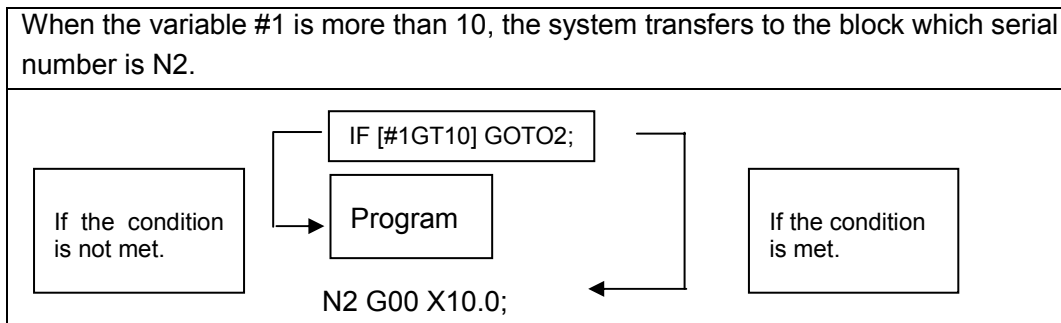 When the variable #1 is more than 10, the system transfers to the block which serial
number is N2.
IF [#1GT10] GOTO2;
If the condition
is not met.
Program
If the condition
is met.
N2 G00 X10.0;